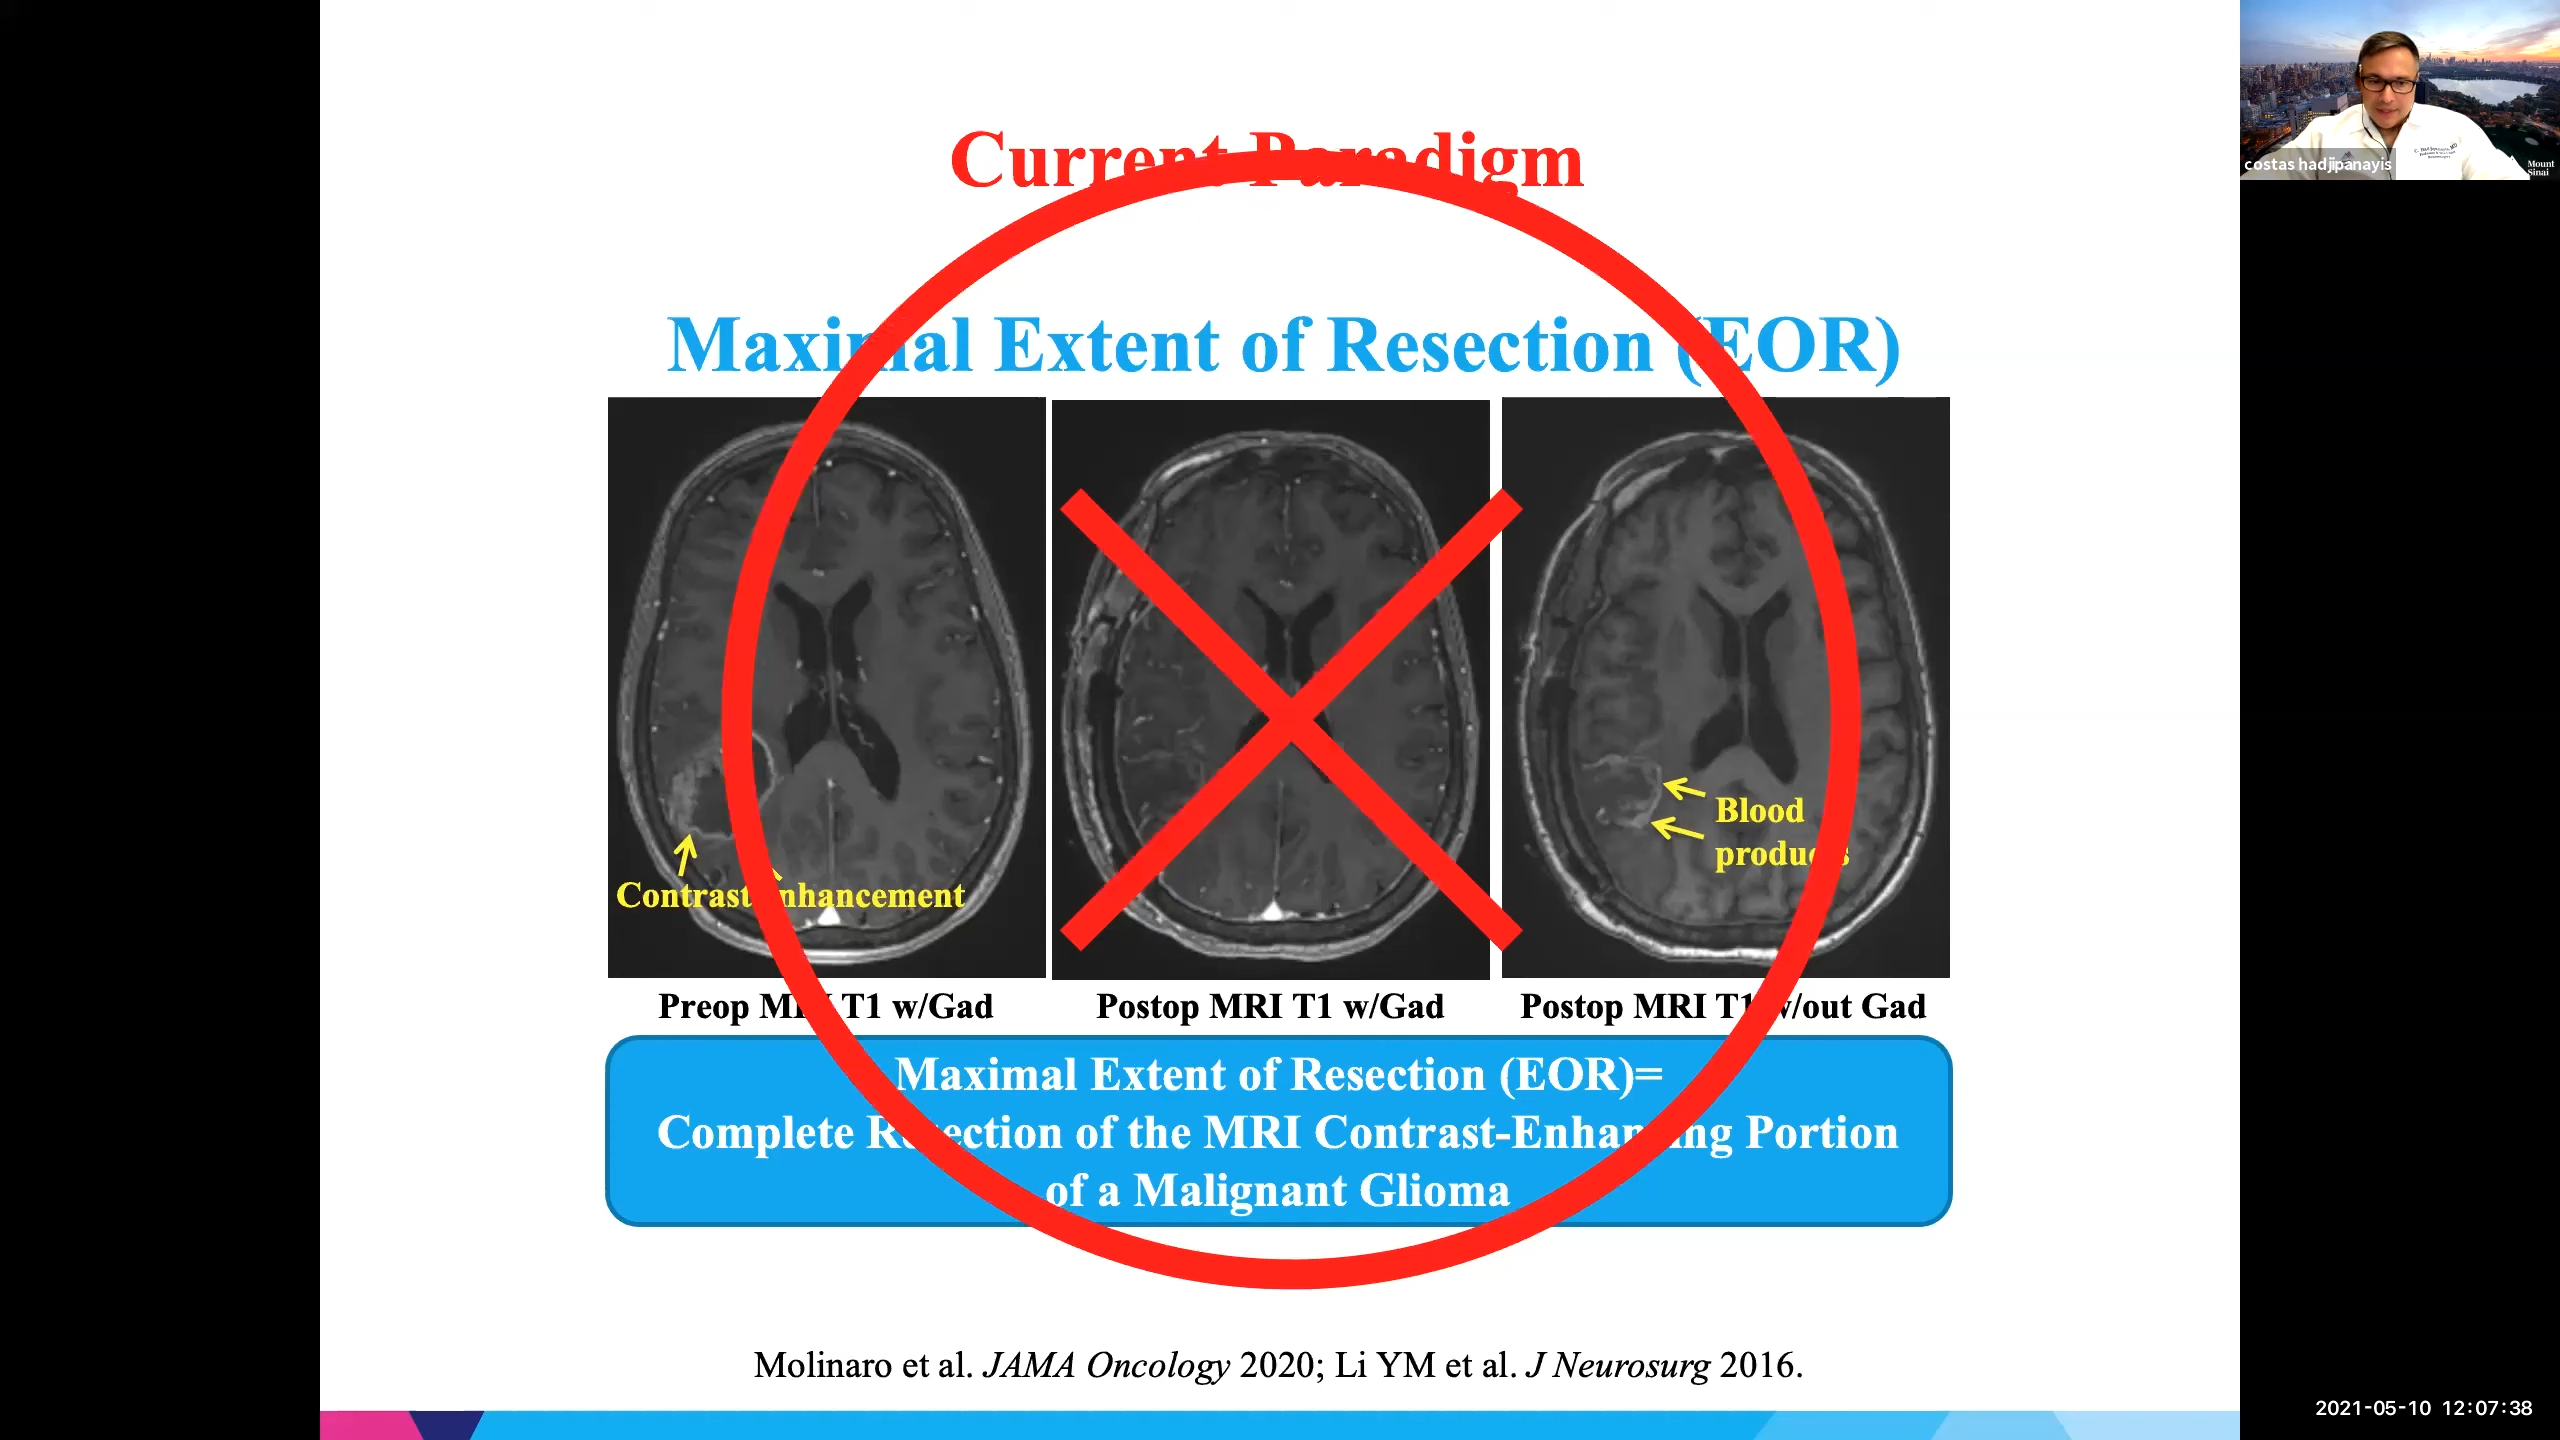 Current Paradigm
Maximal Extent of Resection (EOR)
Contrast Enhancement
Blood
products
Preop MRI T1 w/Gad
Postop MRI T1 w/Gad
Postop MRI T1 w/out Gad
Maximal Extent of Resection (EOR)=
Complete Resection of the MRI Contrast-Enhancing Portion
of a Malignant Glioma
Molinaro et al. JAMA Oncology 2020; Li YM et al. J Neurosurg 2016.
costas hadjipanayis
Mount
Sinai
2021-05-10 12:07:38